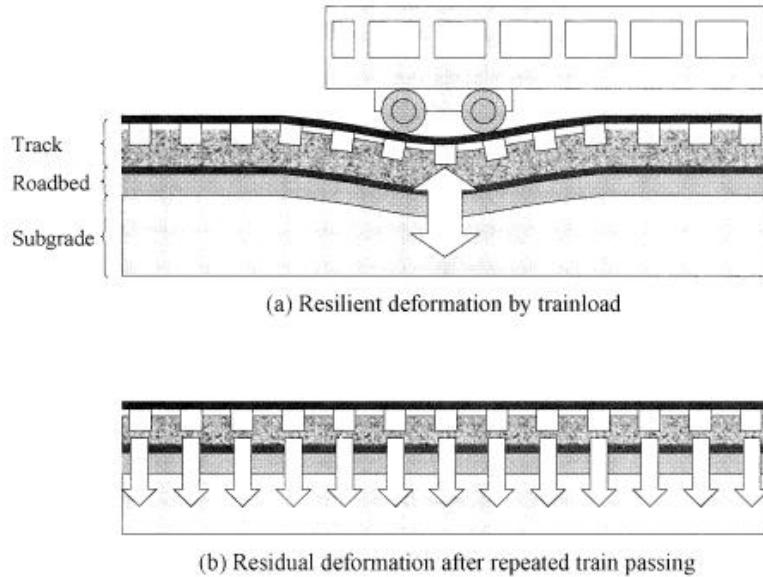 Track
Roadbed
Subgrade
(a) Resilient deformation by trainload
(b) Residual deformation after repeated train passing